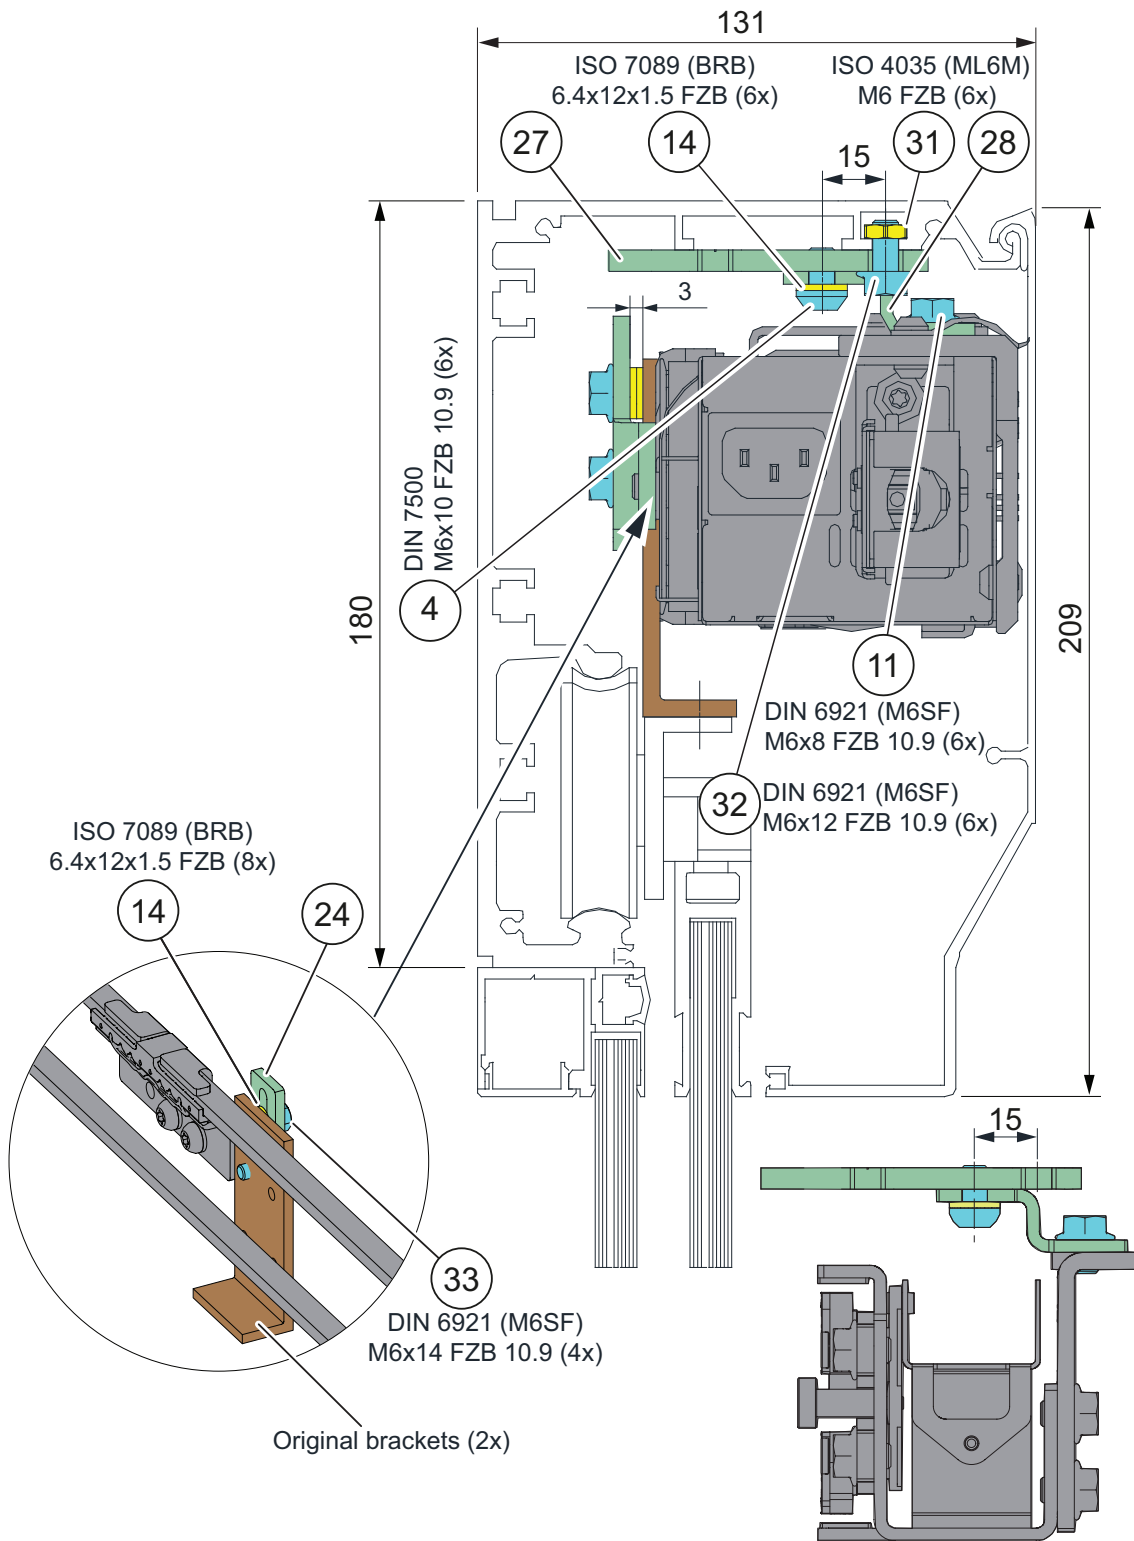 131
ISO 7089 (BRB)
6.4x12x1.5 FZB (6x)
ISO 4035 (ML6M)
M6 FZB (6x)
27
14
15
31
28
3
DIN 7500
M6x10 FZB 10.9 (6x)
4
180
209
11
DIN 6921 (M6SF)
M6x8 FZB 10.9 (6x)
32
DIN 6921 (M6SF)
M6x12 FZB 10.9 (6x)
ISO 7089 (BRB)
6.4x12x1.5 FZB (8x)
14
24
15
33
DIN 6921 (M6SF)
M6x14 FZB 10.9 (4x)
Original brackets (2x)